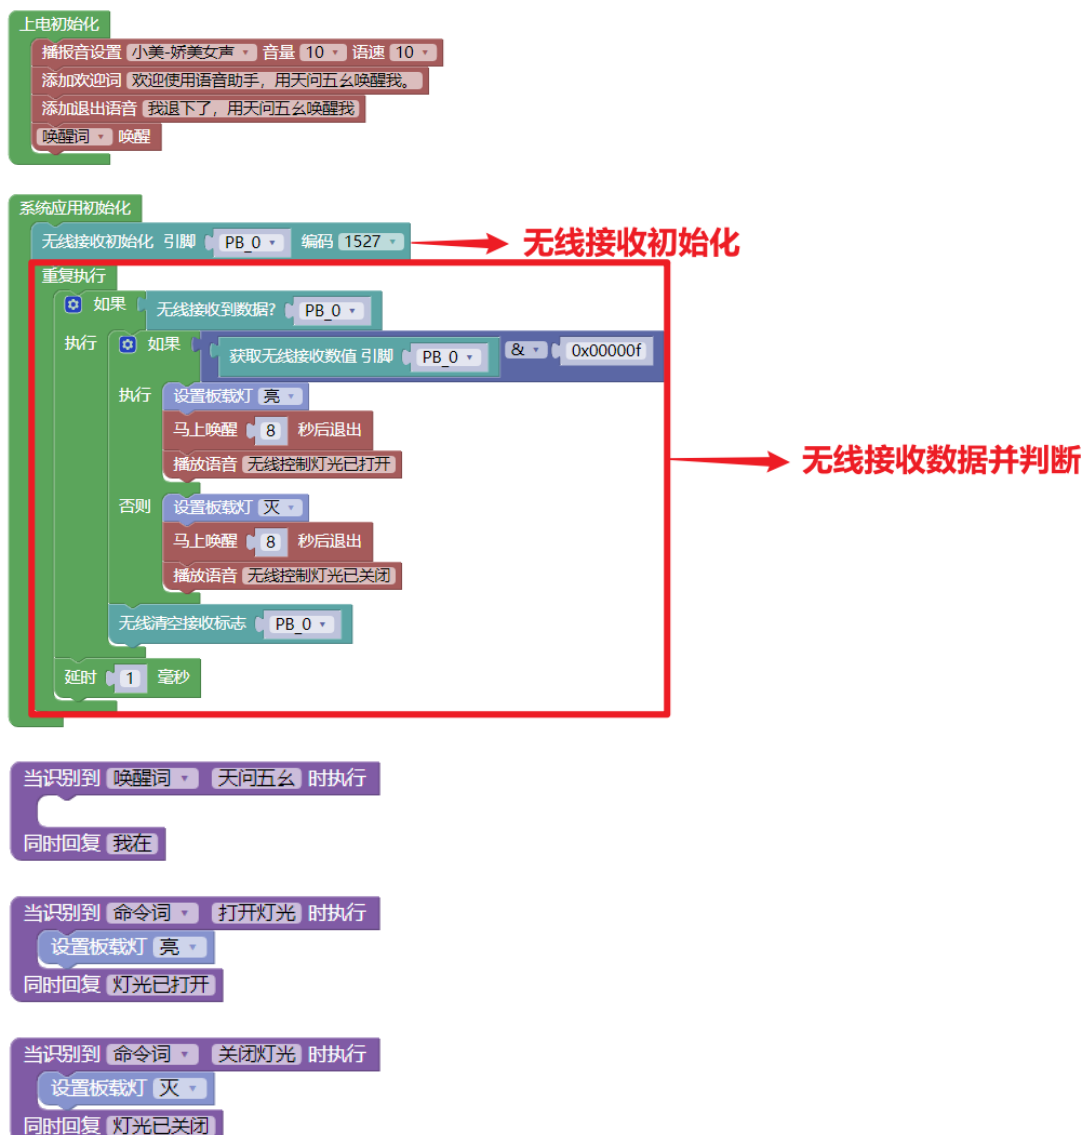 上电初始化
播报音设置 小美-娇美女声 音量 10 语速 10
添加欢迎词 欢迎使用语音助手，用天问五幺唤醒我。
添加退出语音 我退下了，用天问五幺唤醒我
唤醒词 唤醒
系统应用初始化
无线接收初始化 引脚 PB_0 编码 1527 无线接收初始化
重复执行
如果 无线接收到数据? PB_0
执行 如果 获取无线接收数值 引脚 PB_0 & 0x00000f
执行 设置板载灯 亮
马上唤醒 8 秒后退出
播放语音 无线控制灯光已打开
无线接收数据并判断
否则 设置板载灯 灭
马上唤醒 8 秒后退出
播放语音 无线控制灯光已关闭
无线清空接收标志 PB_0
延时 1 毫秒
当识别到 唤醒词 天问五幺 时执行
同时回复 我在
当识别到 命令词 打开灯光 时执行
设置板载灯 亮
同时回复 灯光已打开
当识别到 命令词 关闭灯光 时执行
设置板载灯 灭
同时回复 灯光已关闭